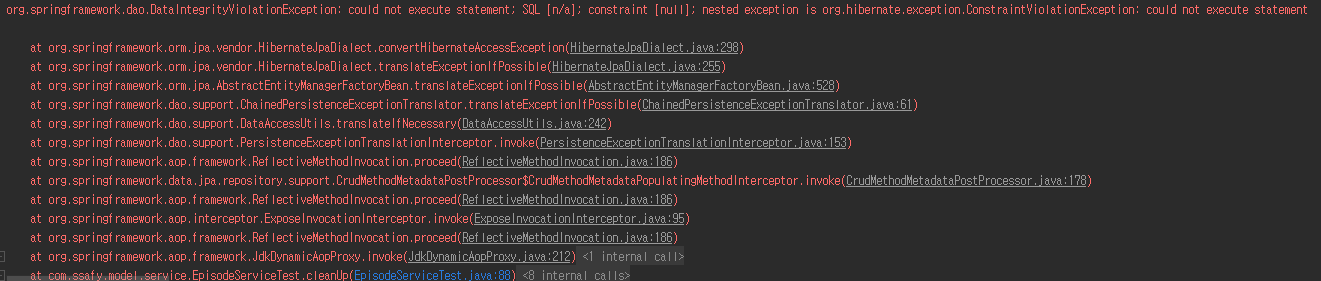 org.springframework.dao.DataIntegrityViolationException: could not execute statement; SQL [n/a]; constraint [null]; nested exception is org.hibernate.exception.ConstraintViolationException: could not execute statement
at org.springframework.orm.jpa.vendor.HibernateJpaDialect.convertHibernateAccessException(HibernateJpaDialect.java:298)
at org.springframework.orm.jpa.vendor.HibernateJpaDialect.translateExceptionIfPossible(HibernateJpaDialect.java:255)
at org.springframework.orm.jpa.AbstractEntityManagerFactoryBean.translateExceptionIfPossible(AbstractEntityManagerFactoryBean.java:528)
at org.springframework.dao.support.ChainedPersistenceExceptionTranslator.translateExceptionIfPossible(ChainedPersistenceExceptionTranslator.java:61)
at org.springframework.dao.support.DataAccessUtils.translateIfNecessary(DataAccessUtils.java:242)
at org.springframework.dao.support.PersistenceExceptionTranslationInterceptor.invoke(PersistenceExceptionTranslationInterceptor.java:153)
at org.springframework.aop.framework.ReflectiveMethodInvocation.proceed(ReflectiveMethodInvocation.java:186)
at org.springframework.data.jpa.repository.support.CrudMethodMetadataPostProcessor$CrudMethodMetadataPopulatingMethodInterceptor.invoke(CrudMethodMetadataPostProcessor.java:178)
at org.springframework.aop.framework.ReflectiveMethodInvocation.proceed(ReflectiveMethodInvocation.java:186)
at org.springframework.aop.interceptor.ExposeInvocationInterceptor.invoke(ExposeInvocationInterceptor.java:95)
at org.springframework.aop.framework.ReflectiveMethodInvocation.proceed(ReflectiveMethodInvocation.java:186)
at org.springframework.aop.framework.JdkDynamicAopProxy.invoke(JdkDynamicAopProxy.java:212) <1 internal call>
at com.ssafy.model.service.EpisodeServiceTest.cleanUp(EpisodeServiceTest.java:88) <8 internal calls>